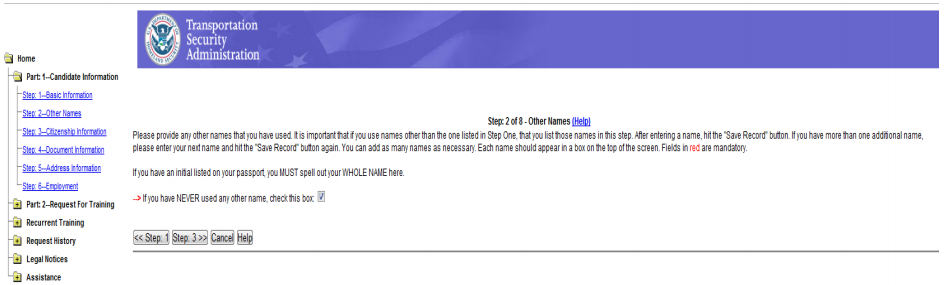 Transportation
Security
Administration
Home
Part: 1--Candidate Information
Step: 1--Basic Information
Step: 2--Other Names
Step: 3--Citizenship Information
Step: 4--Document Information
Step: 5--Address Information
Step: 6--Employment
Part: 2--Request For Training
Recurrent Training
Request History
Legal Notices
Assistance
Step: 2 of 8 - Other Names (Help)
Please provide any other names that you have used. It is important that if you use names other than the one listed in Step One, that you list those names in this step. After entering a name, hit the "Save Record" button. If you have more than one additional name,
please enter your next name and hit the "Save Record" button again. You can add as many names as necessary. Each name should appear in a box on the top of the screen. Fields in red are mandatory.
If you have an initial listed on your passport, you MUST spell out your WHOLE NAME here.
--> If you have NEVER used any other name, check this box:
<< Step: 1 Step: 3 >> Cancel Help